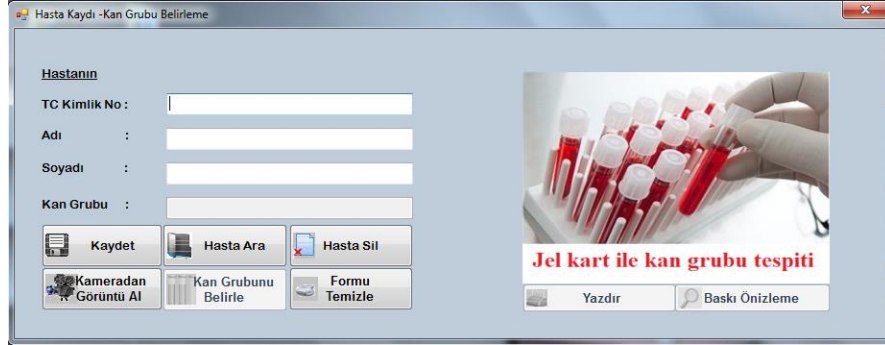 Hasta Kaydı -Kan Grubu Belirleme
x
Hastanın
TC Kimlik No :
Adı :
Soyadı :
Kan Grubu :
Kaydet
Hasta Ara
Hasta Sil
Kameradan
Görüntü Al
Kan Grubunu
Belirle
Formu
Temizle
Jel kart ile kan grubu tespiti
Yazdır
Baskı Önizleme